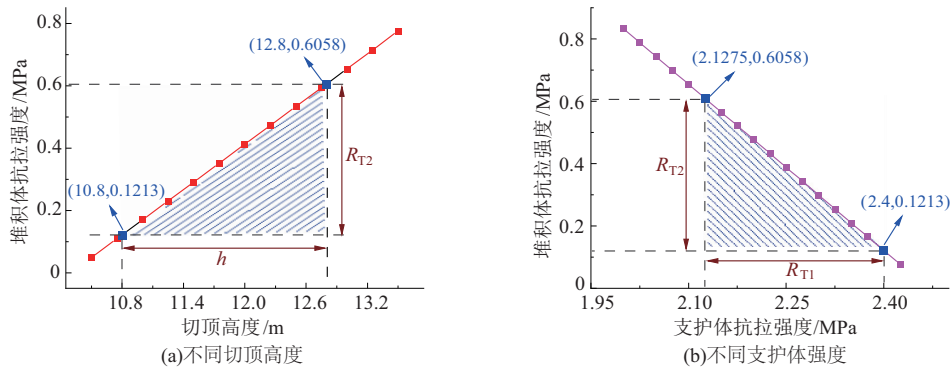 堆积体抗拉强度/MPa
0.8
0.6
0.4
0.2
0
(12.8,0.6058)
(10.8,0.1213)
R_T2
h
10.8 11.4 12.0 12.6 13.2
切顶高度/m
(a)不同切顶高度
堆积体抗拉强度/MPa
0.8
0.6
0.4
0.2
0
(2.1275,0.6058)
(2.4,0.1213)
R_T2
R_T1
1.95 2.10 2.25 2.40
支护体抗拉强度/MPa
(b)不同支护体强度